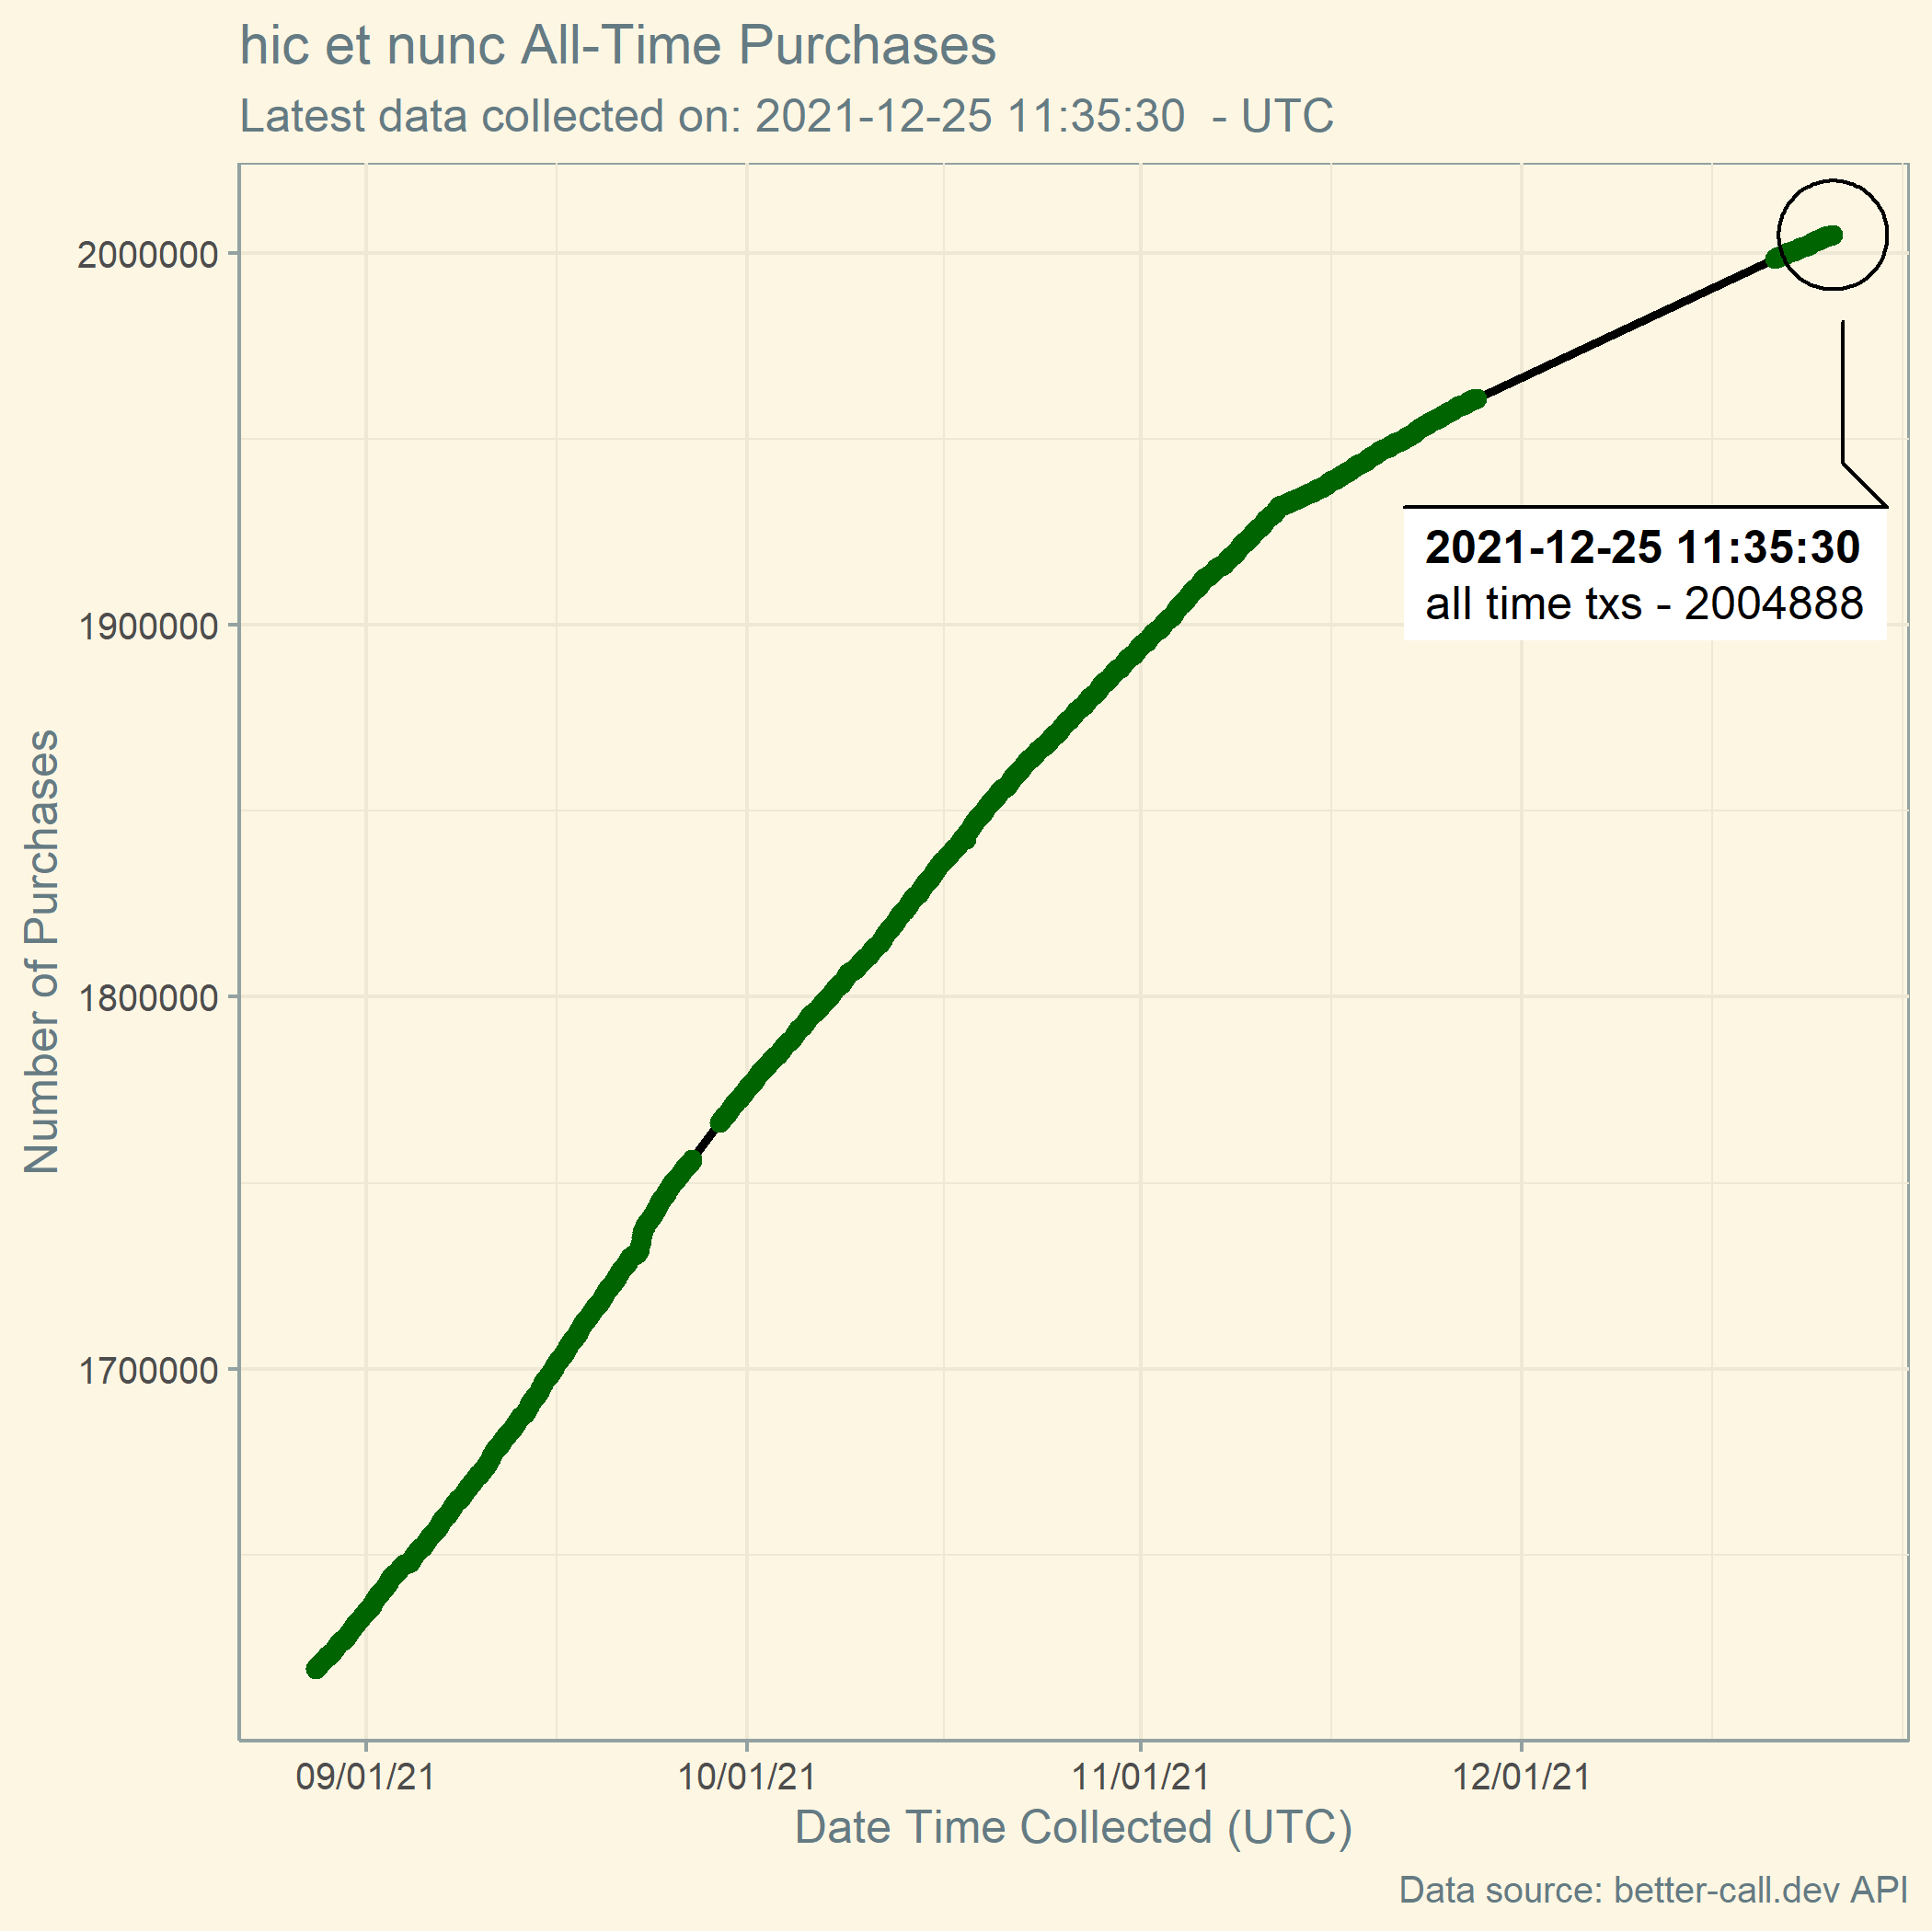 hic et nunc All-Time Purchases
Latest data collected on: 2021-12-25 11:35:30  - UTC
Number of Purchases
2000000
1900000
1800000
1700000
2021-12-25 11:35:30
all time txs - 2004888
09/01/21
10/01/21
11/01/21
12/01/21
Date Time Collected (UTC)
Data source: better-call.dev API